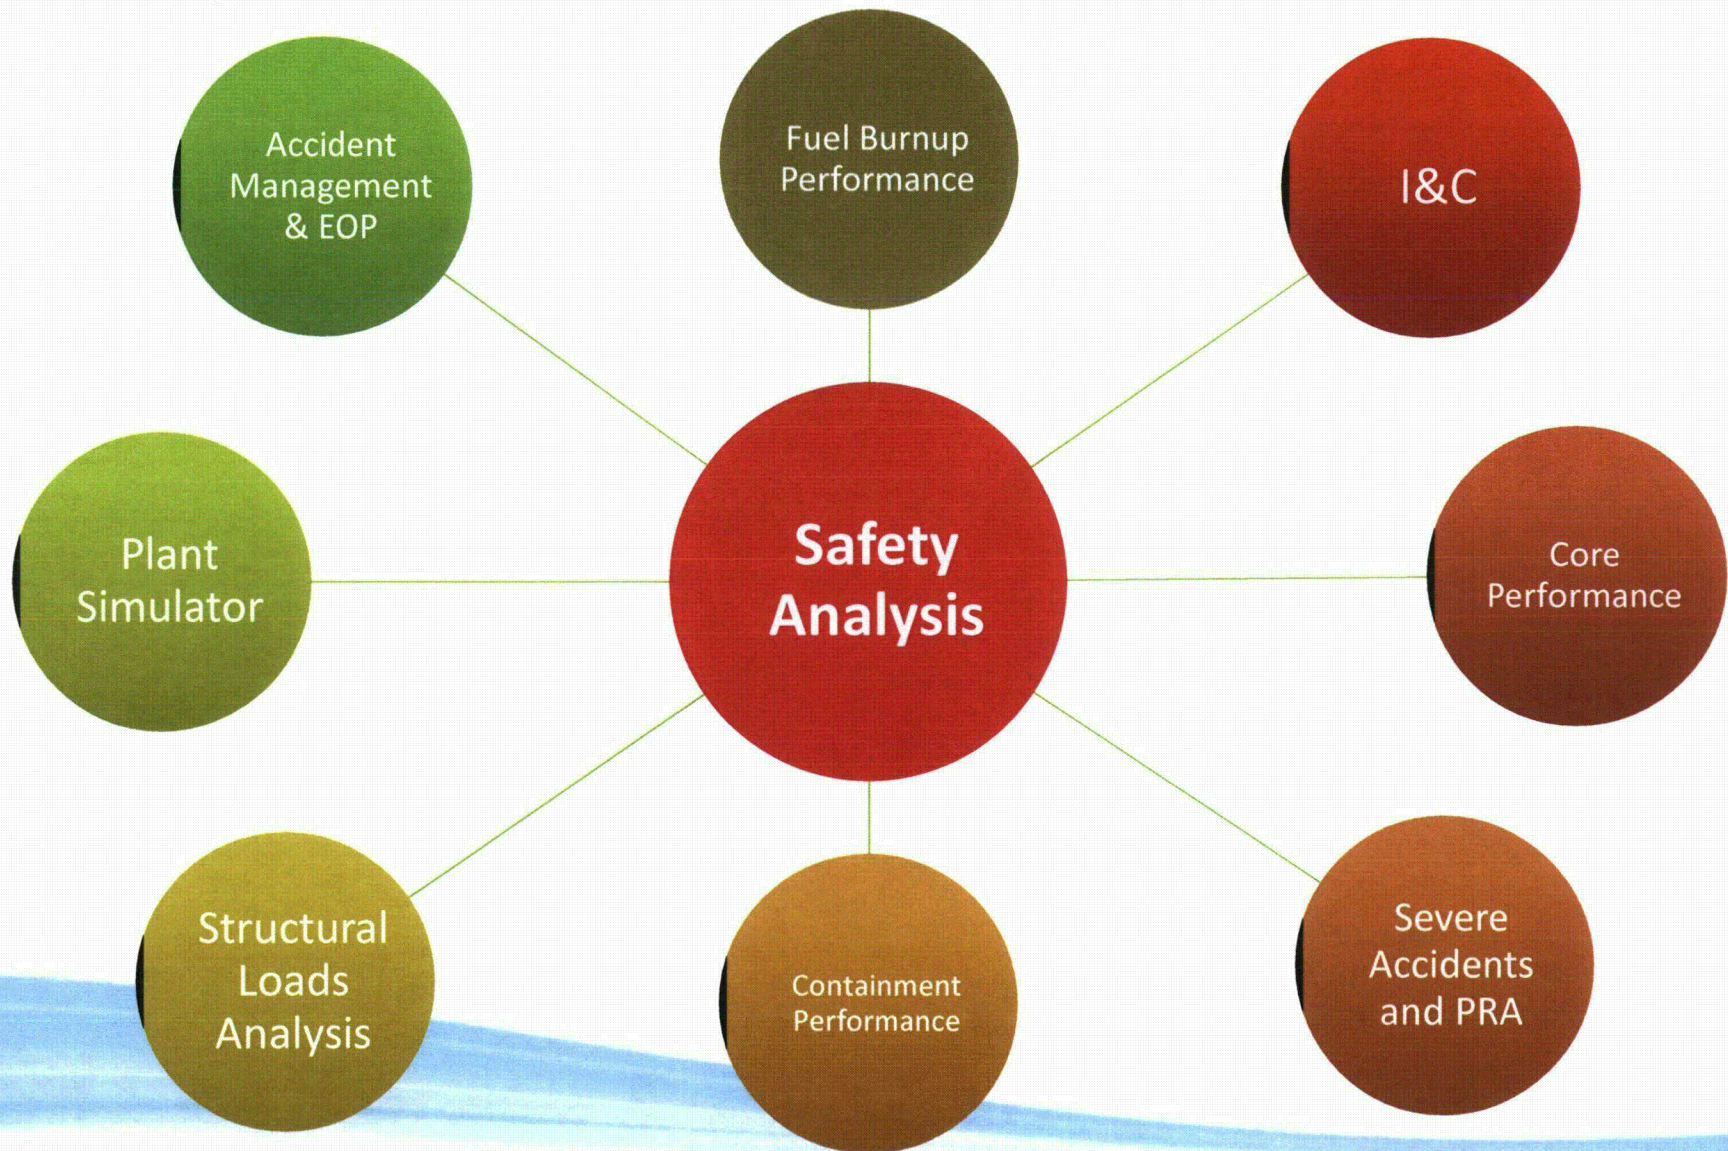 Accident
Management
& EOP
Fuel Burnup
Performance
I&C
Plant
Simulator
Safety
Analysis
Core
Performance
Structural
Loads
Analysis
Containment
Performance
Severe
Accidents
and PRA